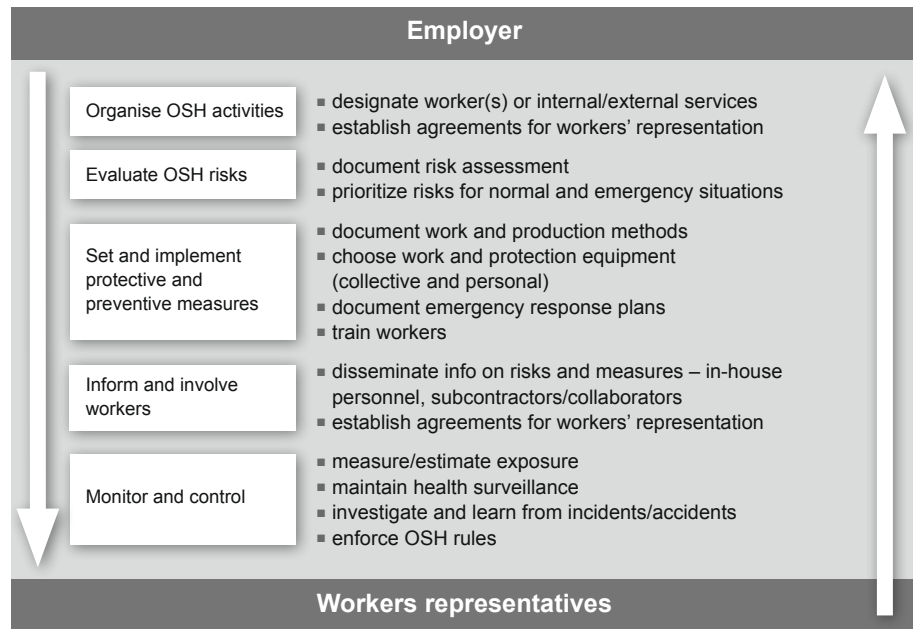 Employer
Organise OSH activities
▪ designate worker(s) or internal/external services
▪ establish agreements for workers’ representation
Evaluate OSH risks
▪ document risk assessment
▪ prioritize risks for normal and emergency situations
Set and implement
protective and
preventive measures
▪ document work and production methods
▪ choose work and protection equipment
(collective and personal)
▪ document emergency response plans
▪ train workers
Inform and involve
workers
▪ disseminate info on risks and measures – in-house
personnel, subcontractors/collaborators
▪ establish agreements for workers’ representation
Monitor and control
▪ measure/estimate exposure
▪ maintain health surveillance
▪ investigate and learn from incidents/accidents
▪ enforce OSH rules
Workers representatives